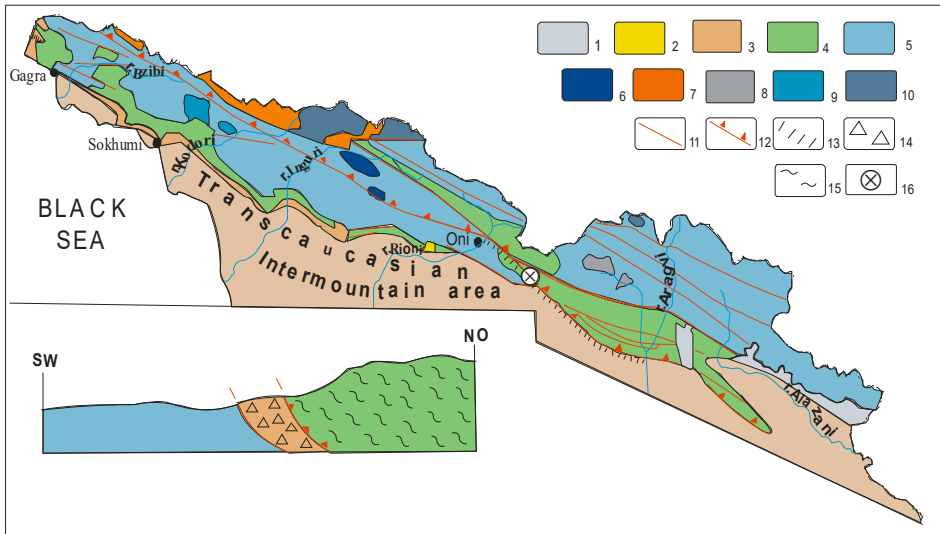 1 2 3 4 5
6 7 8 9 10
11 12 13 14
15 16
r.Bzibi
Gagra
Sokhumi
r.Kodori
r.Inguri
BLACK
SEA
Transcaucasian
Intermountain area
r.Rioni
Oni
r.Aragvi
r.Alazani
SW
NO